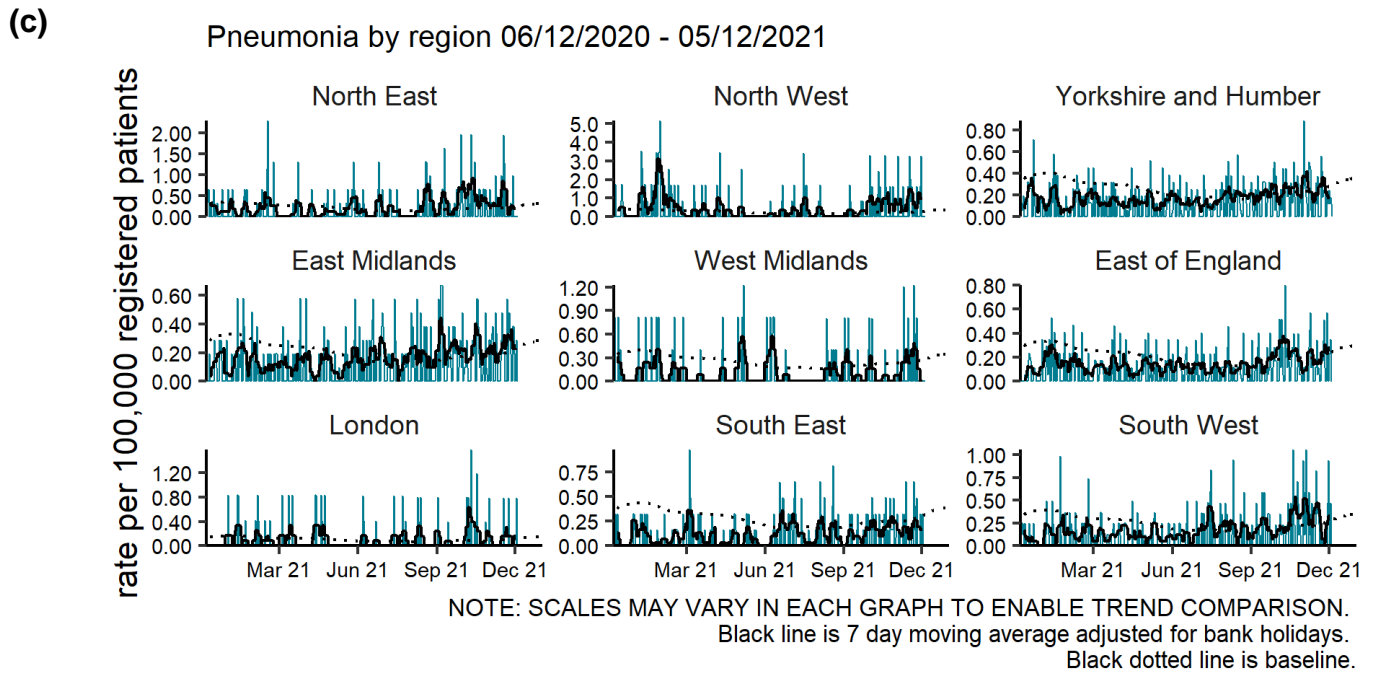 (c)
Pneumonia by region 06/12/2020 - 05/12/2021
rate per 100,000 registered patients
North East
2.00
1.50
1.00
0.50
0.00
North West
5.0
4.0
3.0
2.0
1.0
0.0
Yorkshire and Humber
0.80
0.60
0.40
0.20
0.00
East Midlands
0.60
0.40
0.20
0.00
West Midlands
1.20
0.90
0.60
0.30
0.00
East of England
0.80
0.60
0.40
0.20
0.00
London
1.20
0.80
0.40
0.00
Mar 21 Jun 21 Sep 21 Dec 21
South East
0.75
0.50
0.25
0.00
Mar 21 Jun 21 Sep 21 Dec 21
South West
1.00
0.75
0.50
0.25
0.00
Mar 21 Jun 21 Sep 21 Dec 21
NOTE: SCALES MAY VARY IN EACH GRAPH TO ENABLE TREND COMPARISON.
Black line is 7 day moving average adjusted for bank holidays.
Black dotted line is baseline.